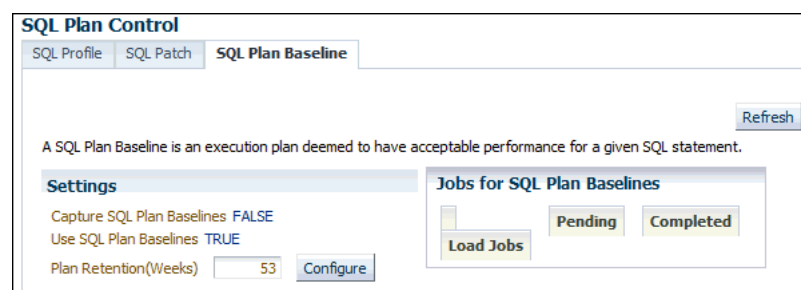 SQL Plan Control
SQL Profile SQL Patch SQL Plan Baseline
Refresh
A SQL Plan Baseline is an execution plan deemed to have acceptable performance for a given SQL statement.
Settings
Capture SQL Plan Baselines FALSE
Use SQL Plan Baselines TRUE
Plan Retention(Weeks) 53 Configure
Jobs for SQL Plan Baselines
Pending Completed
Load Jobs